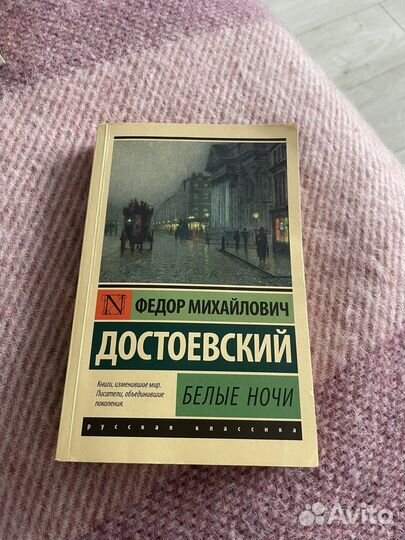 N
ФЕДОР МИХАЙЛОВИЧ
ДОСТОЕВСКИЙ
Книги, изменившие мир.
Писатели, объединившие
поколения.
БЕЛЫЕ НОЧИ
русская классика
Avito